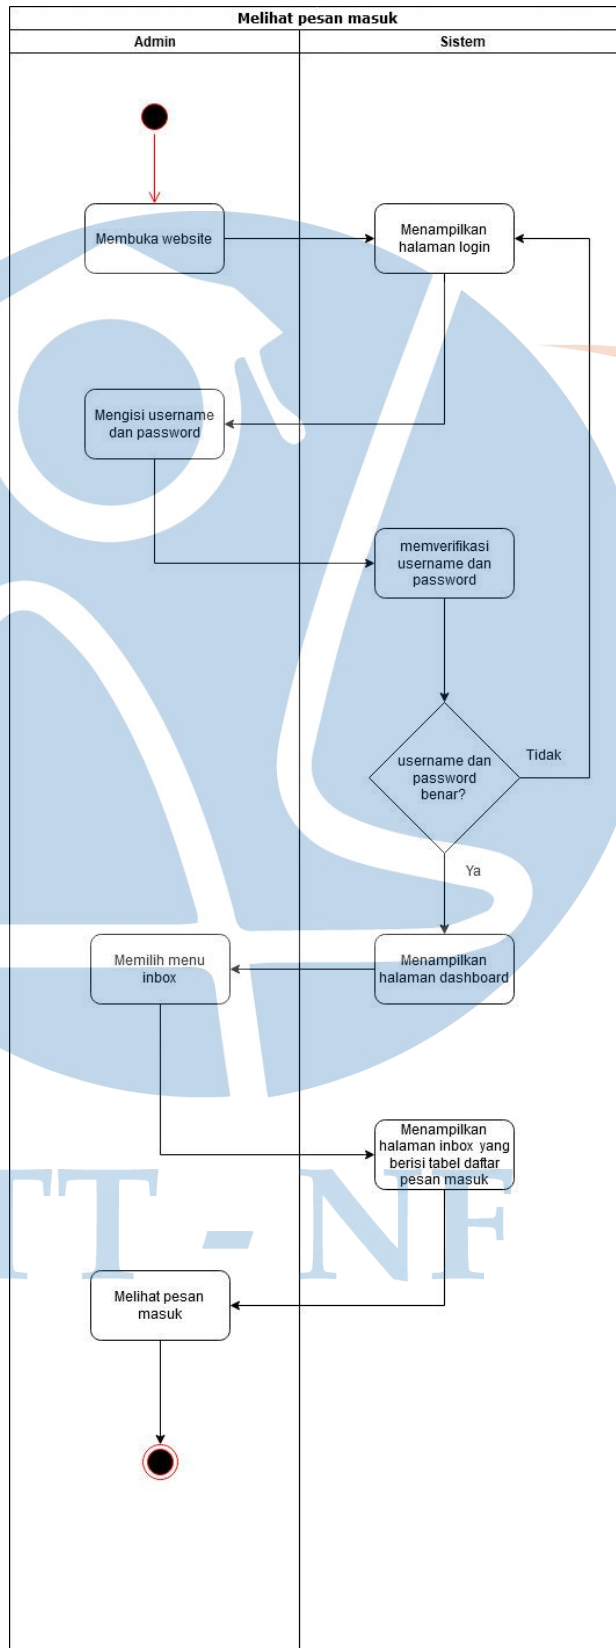 Melihat pesan masuk
Admin
Sistem
Membuka website
Menampilkan
halaman login
Mengisi username
dan password
memverifikasi
username dan
password
username dan
password
benar?
Tidak
Ya
Menampilkan
halaman dashboard
Memilih menu
inbox
Menampilkan
halaman inbox yang
berisi tabel daftar
pesan masuk
TT - NF
Melihat pesan
masuk